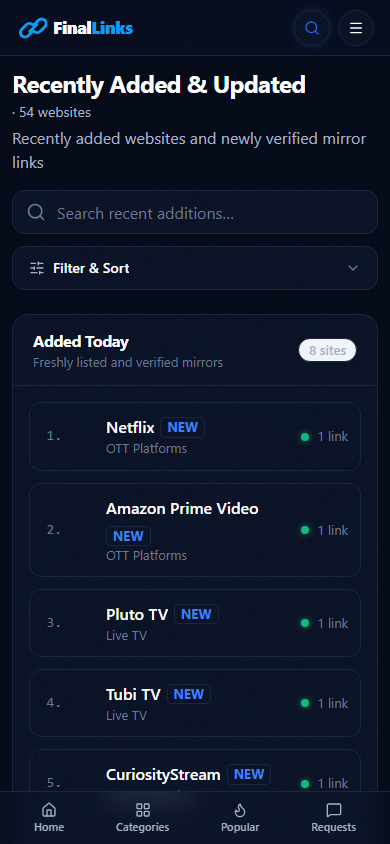 FinalLinks
Recently Added & Updated
· 54 websites
Recently added websites and newly verified mirror
links
Search recent additions...
Filter & Sort
Added Today
8 sites
Freshly listed and verified mirrors
1.
Netflix NEW
OTT Platforms
1 link
2.
Amazon Prime Video
NEW
OTT Platforms
1 link
3.
Pluto TV NEW
Live TV
1 link
4.
Tubi TV NEW
Live TV
1 link
5.
CuriosityStream NEW
1 link
Home
Categories
Popular
Requests